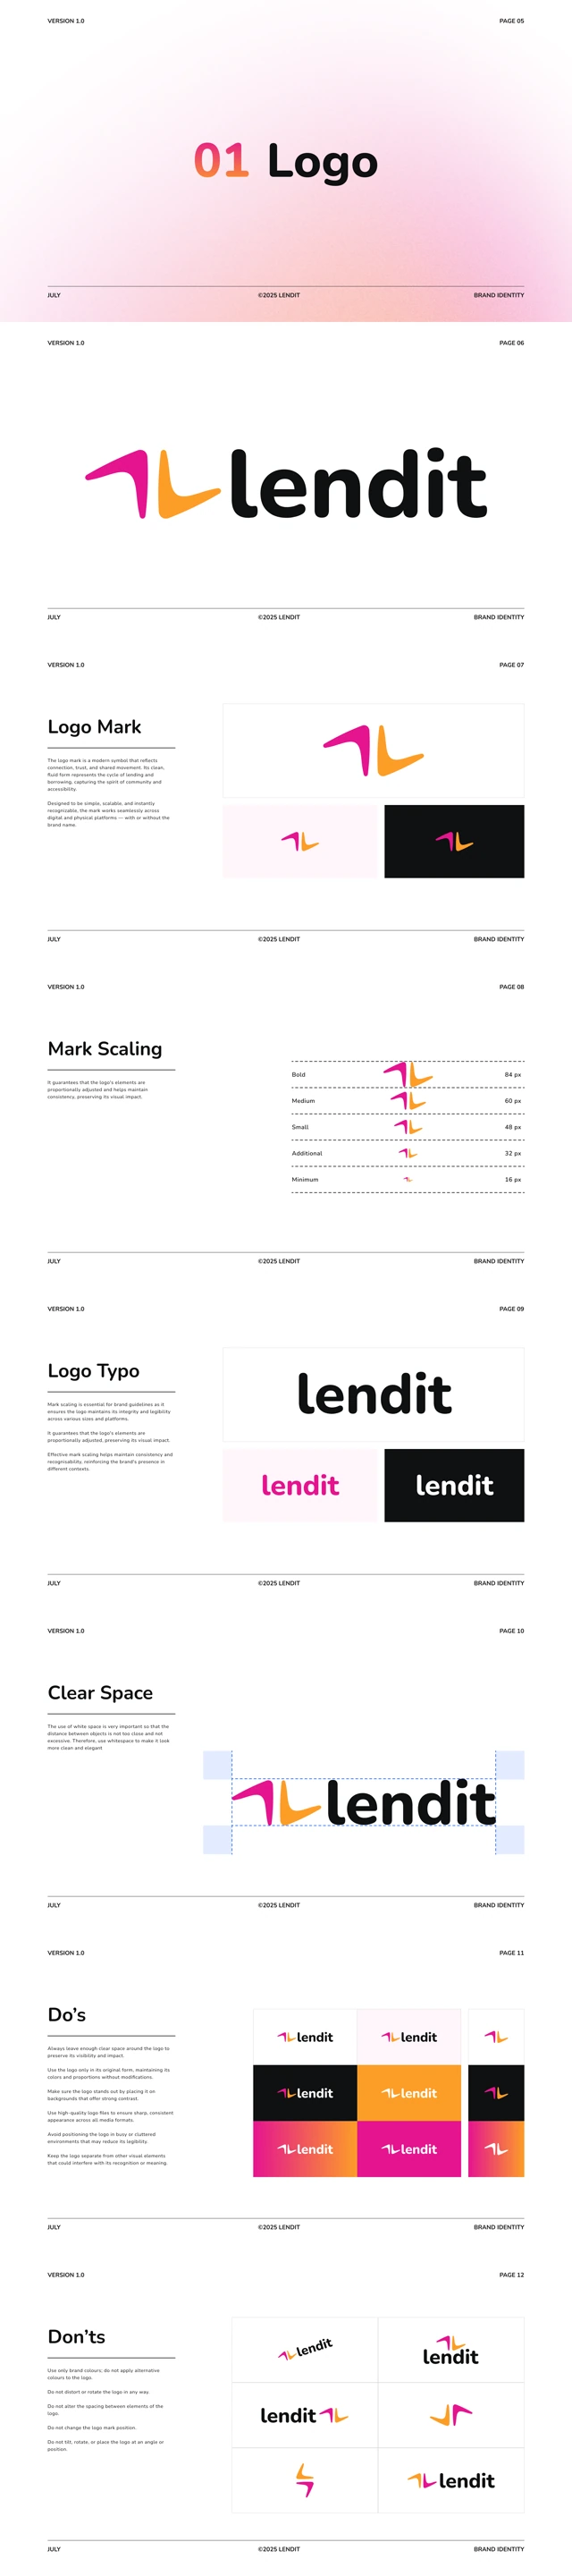 VERSION 1.0 PAGE 05
01 Logo
JULY ©2025 LENDIT BRAND IDENTITY
VERSION 1.0 PAGE 06
lendit
JULY ©2025 LENDIT BRAND IDENTITY
VERSION 1.0 PAGE 07
Logo Mark
The logo mark is a modern symbol that reflects
connection, trust, and shared movement. Its clean,
fluid form represents the cycle of lending and
borrowing, capturing the spirit of community and
accessibility.
Designed to be simple, scalable, and instantly
recognizable, the mark works seamlessly across
digital and physical platforms — with or without the
brand name.
JULY ©2025 LENDIT BRAND IDENTITY
VERSION 1.0 PAGE 08
Mark Scaling
It guarantees that the logo's elements are
proportionally adjusted and helps maintain
consistency, preserving its visual impact.
Bold 84 px
Medium 60 px
Small 48 px
Additional 32 px
Minimum 16 px
JULY ©2025 LENDIT BRAND IDENTITY
VERSION 1.0 PAGE 09
Logo Typo
Mark scaling is essential for brand guidelines as it
ensures the logo maintains its integrity and legibility
across various sizes and platforms.
It guarantees that the logo's elements are
proportionally adjusted, preserving its visual impact.
Effective mark scaling helps maintain consistency and
recognisability, reinforcing the brand's presence in
different contexts.
lendit
lendit lendit
JULY ©2025 LENDIT BRAND IDENTITY
VERSION 1.0 PAGE 10
Clear Space
The use of white space is very important so that the
distance between objects is not too close and not
excessive. Therefore, use whitespace to make it look
more clean and elegant
lendit
JULY ©2025 LENDIT BRAND IDENTITY
VERSION 1.0 PAGE 11
Do's
Always leave enough clear space around the logo to
preserve its visibility and impact.
Use the logo only in its original form, maintaining its
colors and proportions without modifications.
Make sure the logo stands out by placing it on
backgrounds that offer strong contrast.
Use high quality logo files to ensure sharp, consistent
appearance across all media formats.
Avoid positioning the logo in busy or cluttered
environments that may reduce its legibility.
Keep the logo separate from other visual elements
that could interfere with its recognition or meaning.
lendit lendit
lendit lendit
lendit lendit
JULY ©2025 LENDIT BRAND IDENTITY
VERSION 1.0 PAGE 12
Don'ts
Use only brand colours; do not apply alternative
colours to the logo.
Do not distort or rotate the logo in any way.
Do not alter the spacing between elements of the
logo.
Do not change the logo mark position.
Do not tilt, rotate, or place the logo at an angle or
position.
lendit lendit
lendit
lendit
JULY ©2025 LENDIT BRAND IDENTITY